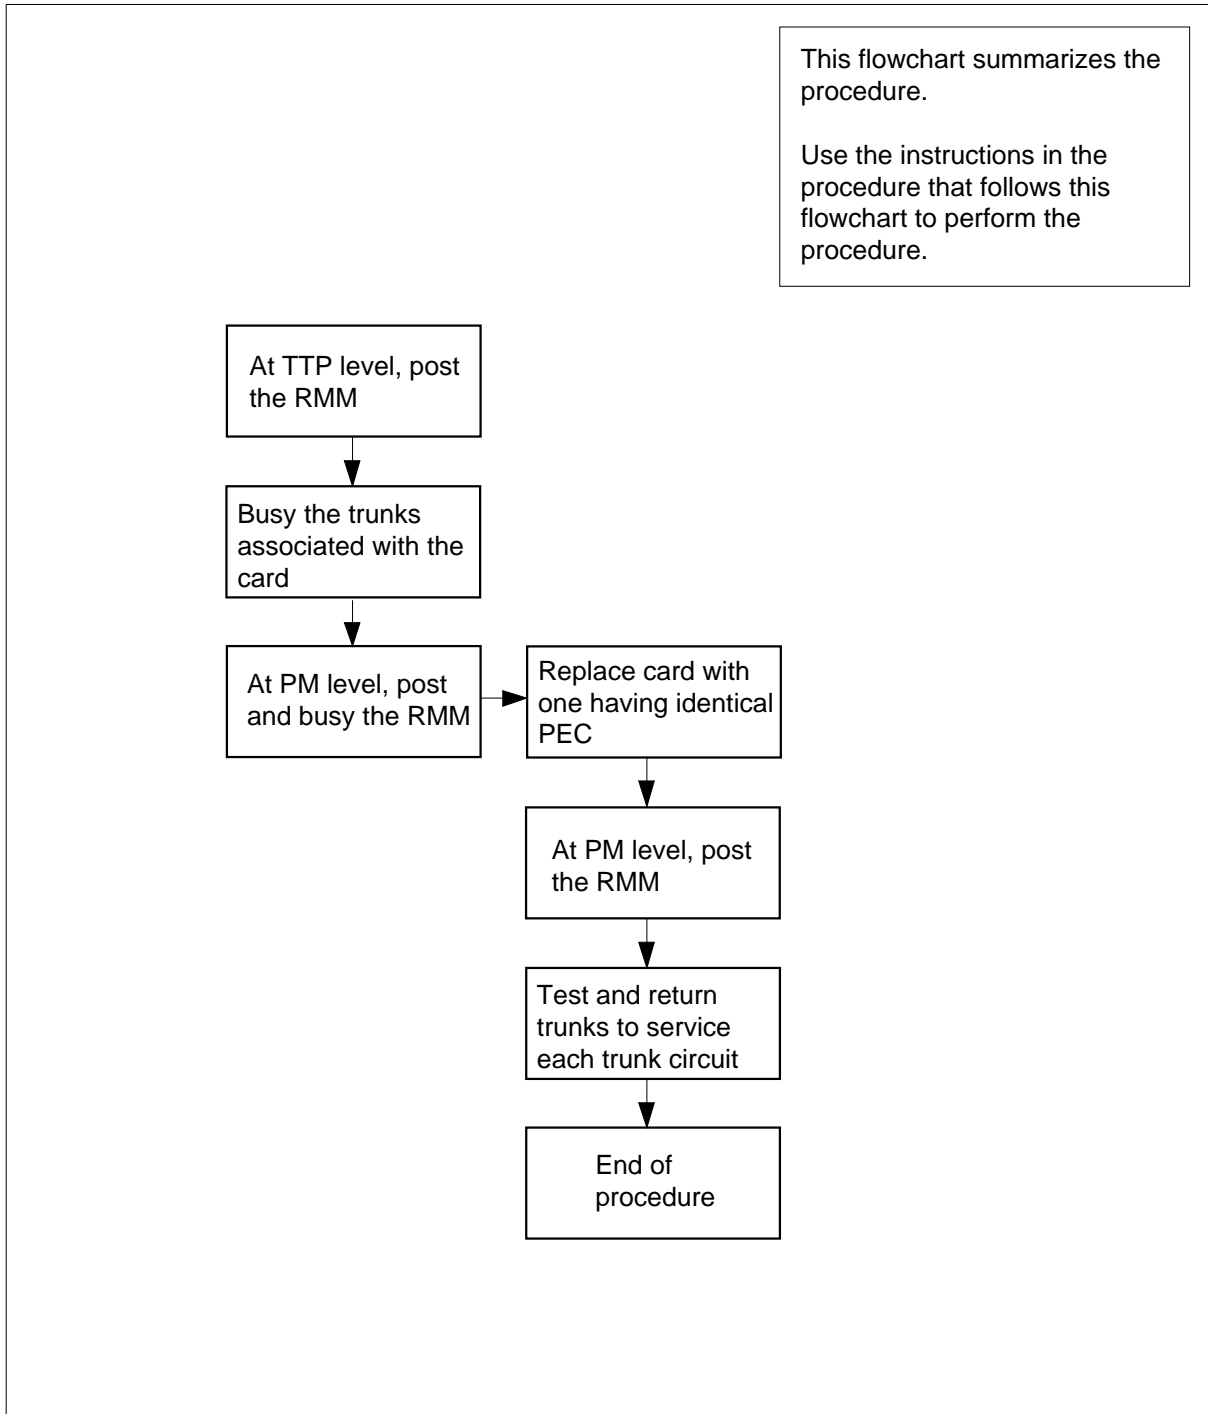 This flowchart summarizes the
procedure.
Use the instructions in the
procedure that follows this
flowchart to perform the
procedure.
At TTP level, post
the RMM
Busy the trunks
associated with the
card
At PM level, post
and busy the RMM
Replace card with
one having identical
PEC
At PM level, post
the RMM
Test and return
trunks to service
each trunk circuit
End of
procedure